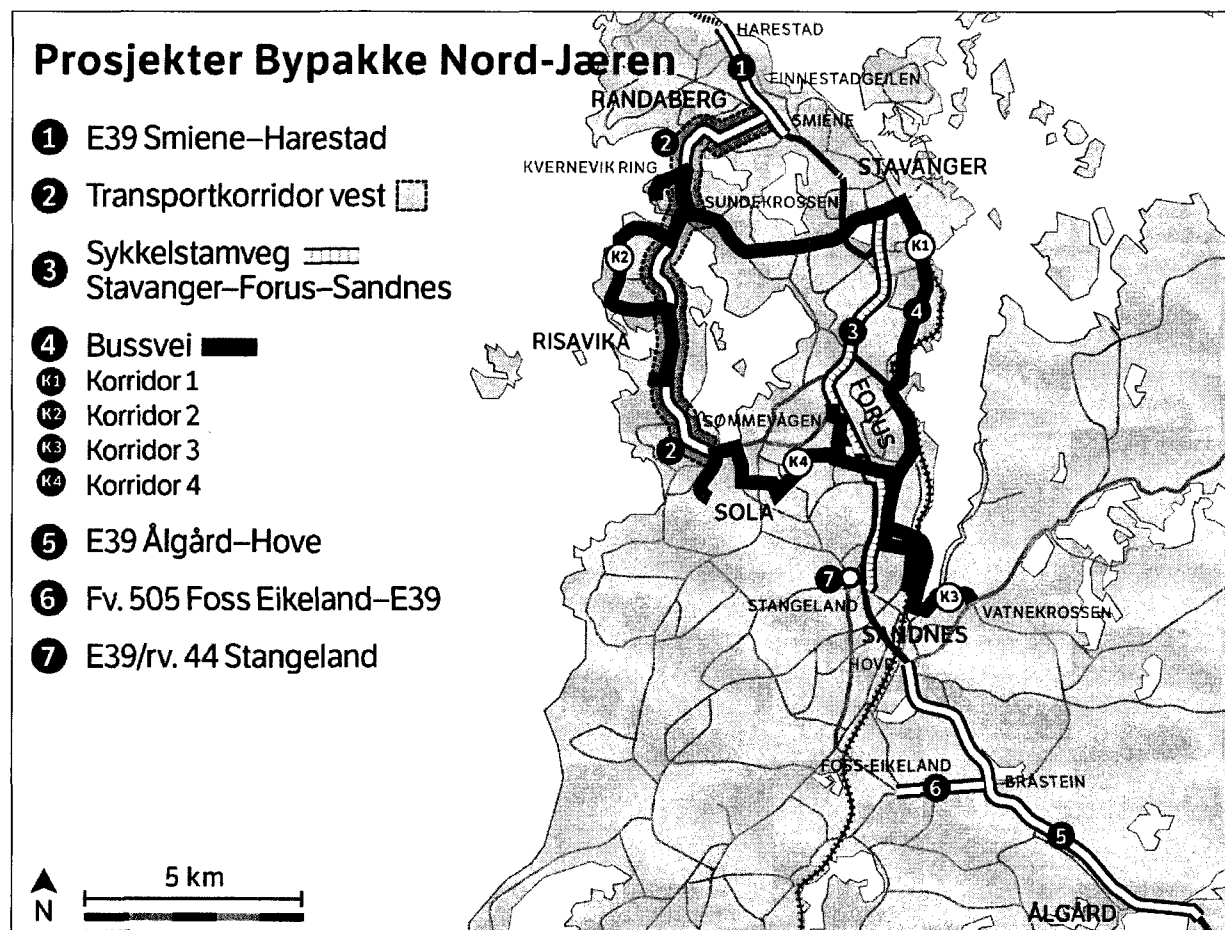 Prosjekter Bypakke Nord-Jæren
1 E39 Smiene–Harestad
2 Transportkorridor vest
3 Sykkelstamveg
Stavanger–Forus–Sandnes
4 Bussvei
K1 Korridor 1
K2 Korridor 2
K3 Korridor 3
K4 Korridor 4
5 E39 Ålgård–Hove
6 Fv. 505 Foss Eikeland–E39
7 E39/rv. 44 Stangeland
N
5 km
HARESTAD
1
FINNESTADGEILEN
RANDABERG
SMIENE
2
STAVANGER
KVERNEVIK RING
SUNDEKROSSEN
K1
K2
4
3
RISAVIKA
FORUS
SØMMEVÅGEN
2
K4
SOLA
7
STANGELAND
K3
VATNEKROSSEN
SANDNES
HOVE
FOSS-EIKELAND
6
BRÅSTEIN
5
ÅLGÅRD